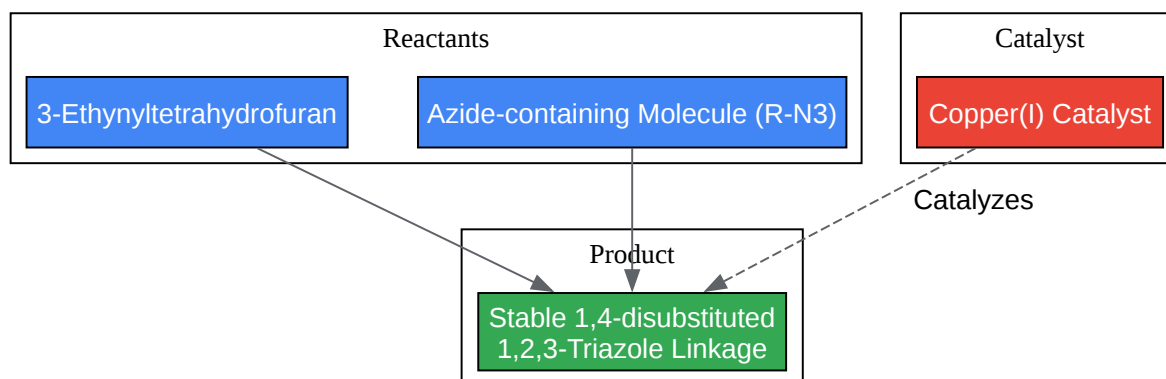 Reactants
Catalyst
3-Ethynyltetrahydrofuran
Azide-containing Molecule (R-N3)
Copper(I) Catalyst
Catalyzes
Product
Stable 1,4-disubstituted
1,2,3-Triazole Linkage